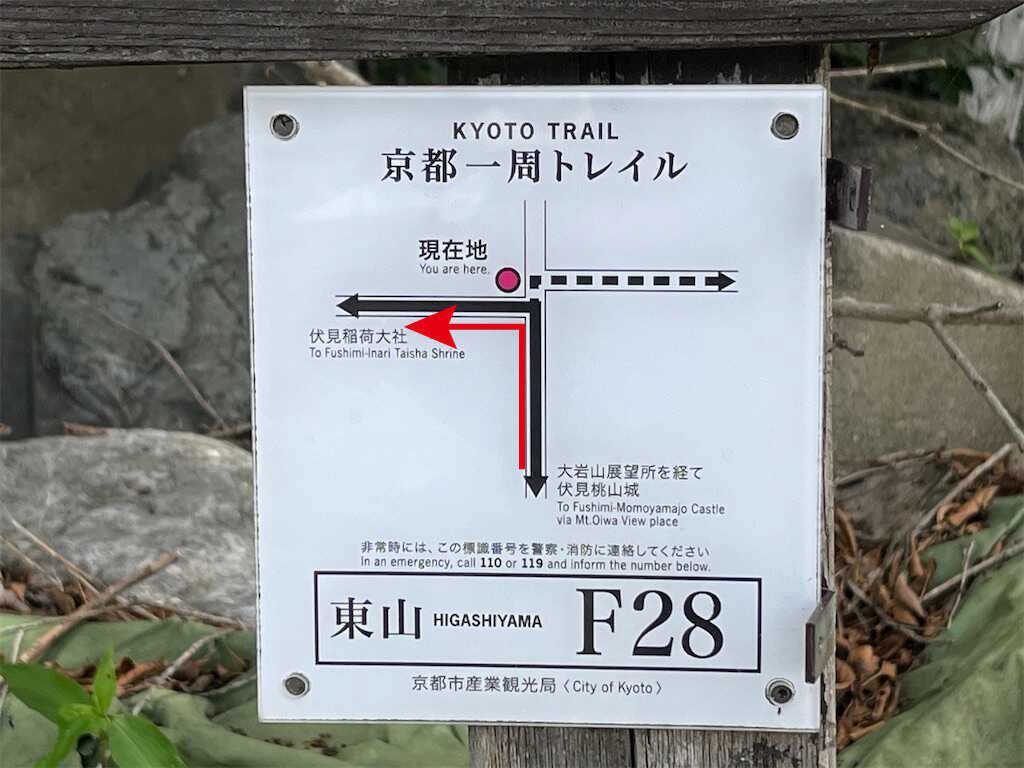 KYOTO TRAIL
京都一周トレイル
現在地
You are here.
伏見稲荷大社
To Fushimi-Inari Taisha Shrine
大岩山展望所を経て
伏見桃山城
To Fushimi-Momoyamajo Castle
via Mt.Oiwa View place
非常時には、この標識番号を警察・消防に連絡してください
In an emergency, call 110 or 119 and inform the number below.
東山 HIGASHIYAMA F28
京都市産業観光局〈City of Kyoto〉